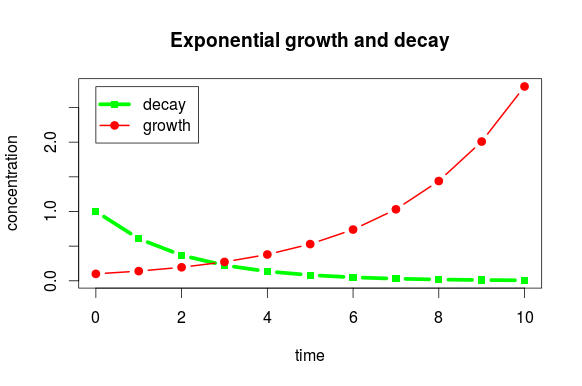 Exponential growth and decay
decay
growth
concentration
0.0 1.0 2.0
0 2 4 6 8 10
time